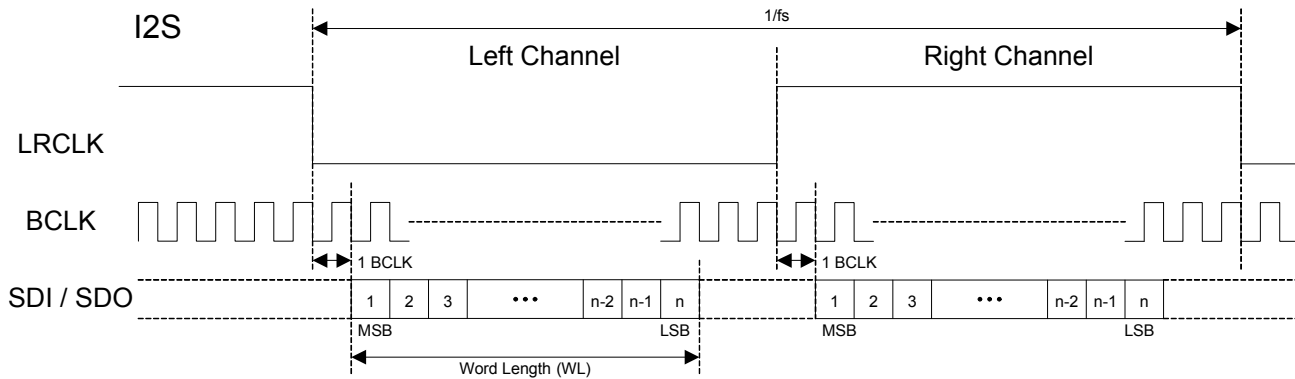 I2S
1/fs
Left Channel
Right Channel
LRCLK
BCLK
1 BCLK
1 BCLK
SDI / SDO
1 2 3 ••• n-2 n-1 n
1 2 3 ••• n-2 n-1 n
MSB
LSB
MSB
LSB
Word Length (WL)